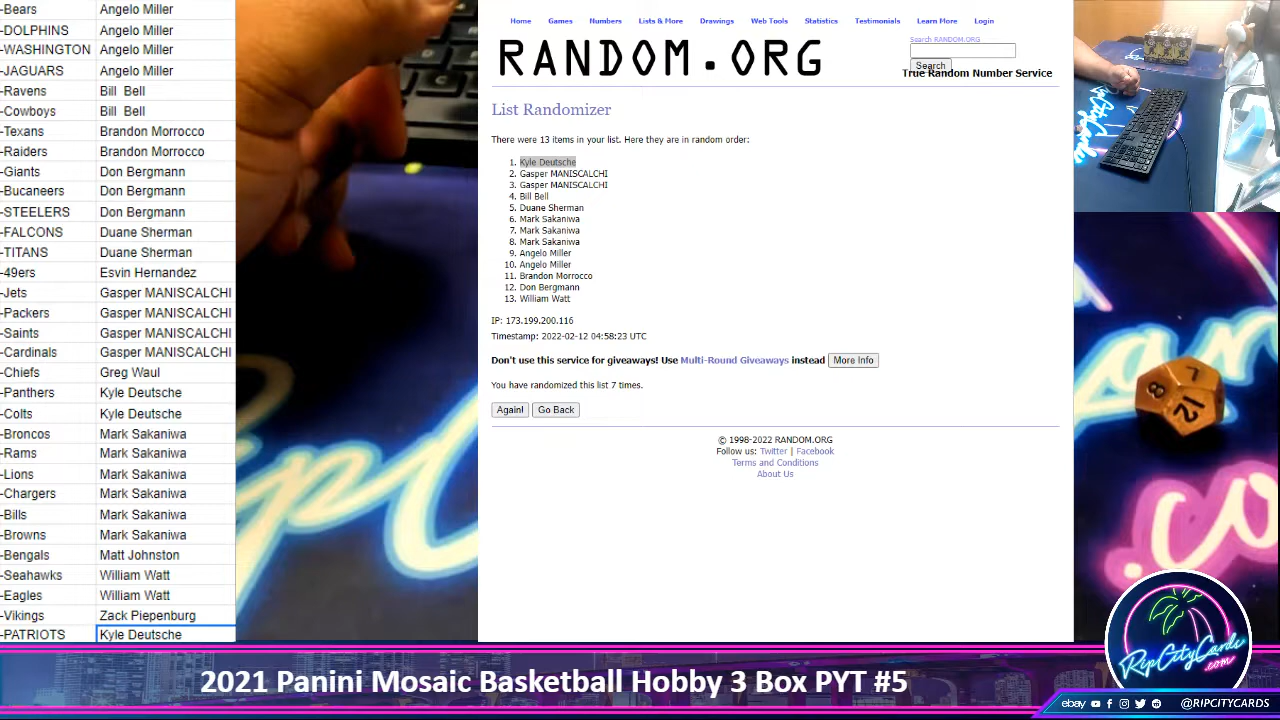 -Bears Angelo Miller
-DOLPHINS Angelo Miller
-WASHINGTON Angelo Miller
-JAGUARS Angelo Miller
-Ravens Bill Bell
-Cowboys Bill Bell
-Texans Brandon Morrocco
-Raiders Brandon Morrocco
-Giants Don Bergmann
-Bucaneers Don Bergmann
-STEELERS Don Bergmann
-FALCONS Duane Sherman
-TITANS Duane Sherman
-49ers Esvin Hernandez
-Jets Gasper MANISCALCHI
-Packers Gasper MANISCALCHI
-Saints Gasper MANISCALCHI
-Cardinals Gasper MANISCALCHI
-Chiefs Greg Waul
-Panthers Kyle Deutsche
-Colts Kyle Deutsche
-Broncos Mark Sakaniwa
-Rams Mark Sakaniwa
-Lions Mark Sakaniwa
-Chargers Mark Sakaniwa
-Bills Mark Sakaniwa
-Browns Mark Sakaniwa
-Bengals Matt Johnston
-Seahawks William Watt
-Eagles William Watt
-Vikings Zack Piepenburg
-PATRIOTS Kyle Deutsche
Home Games Numbers Lists & More Drawings Web Tools Statistics Testimonials Learn More Login
RANDOM.ORG
Search RANDOM.ORG
Search
True Random Number Service
List Randomizer
There were 13 items in your list. Here they are in random order:
1. Kyle Deutsche
2. Gasper MANISCALCHI
3. Gasper MANISCALCHI
4. Bill Bell
5. Duane Sherman
6. Mark Sakaniwa
7. Mark Sakaniwa
8. Mark Sakaniwa
9. Angelo Miller
10. Angelo Miller
11. Brandon Morrocco
12. Don Bergmann
13. William Watt
IP: 173.199.200.116
Timestamp: 2022-02-12 04:58:23 UTC
Don't use this service for giveaways! Use Multi-Round Giveaways instead More Info
You have randomized this list 7 times.
Again! Go Back
© 1998-2022 RANDOM.ORG
Follow us: Twitter | Facebook
Terms and Conditions
About Us
7
8
12
.co
RipCityCards
.com
2021 Panini Mosaic Basketball Hobby 3 Box PYT #5
ebay @RIPCITYCARDS